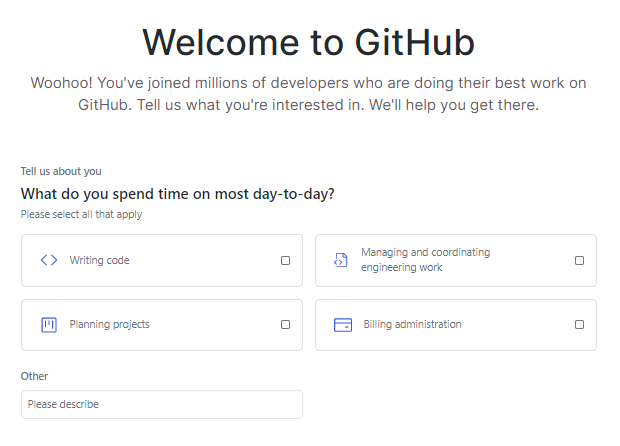 Welcome to GitHub
Woohoo! You've joined millions of developers who are doing their best work on
GitHub. Tell us what you're interested in. We'll help you get there.
Tell us about you
What do you spend time on most day-to-day?
Please select all that apply
Writing code
Managing and coordinating
engineering work
Planning projects
Billing administration
Other
Please describe